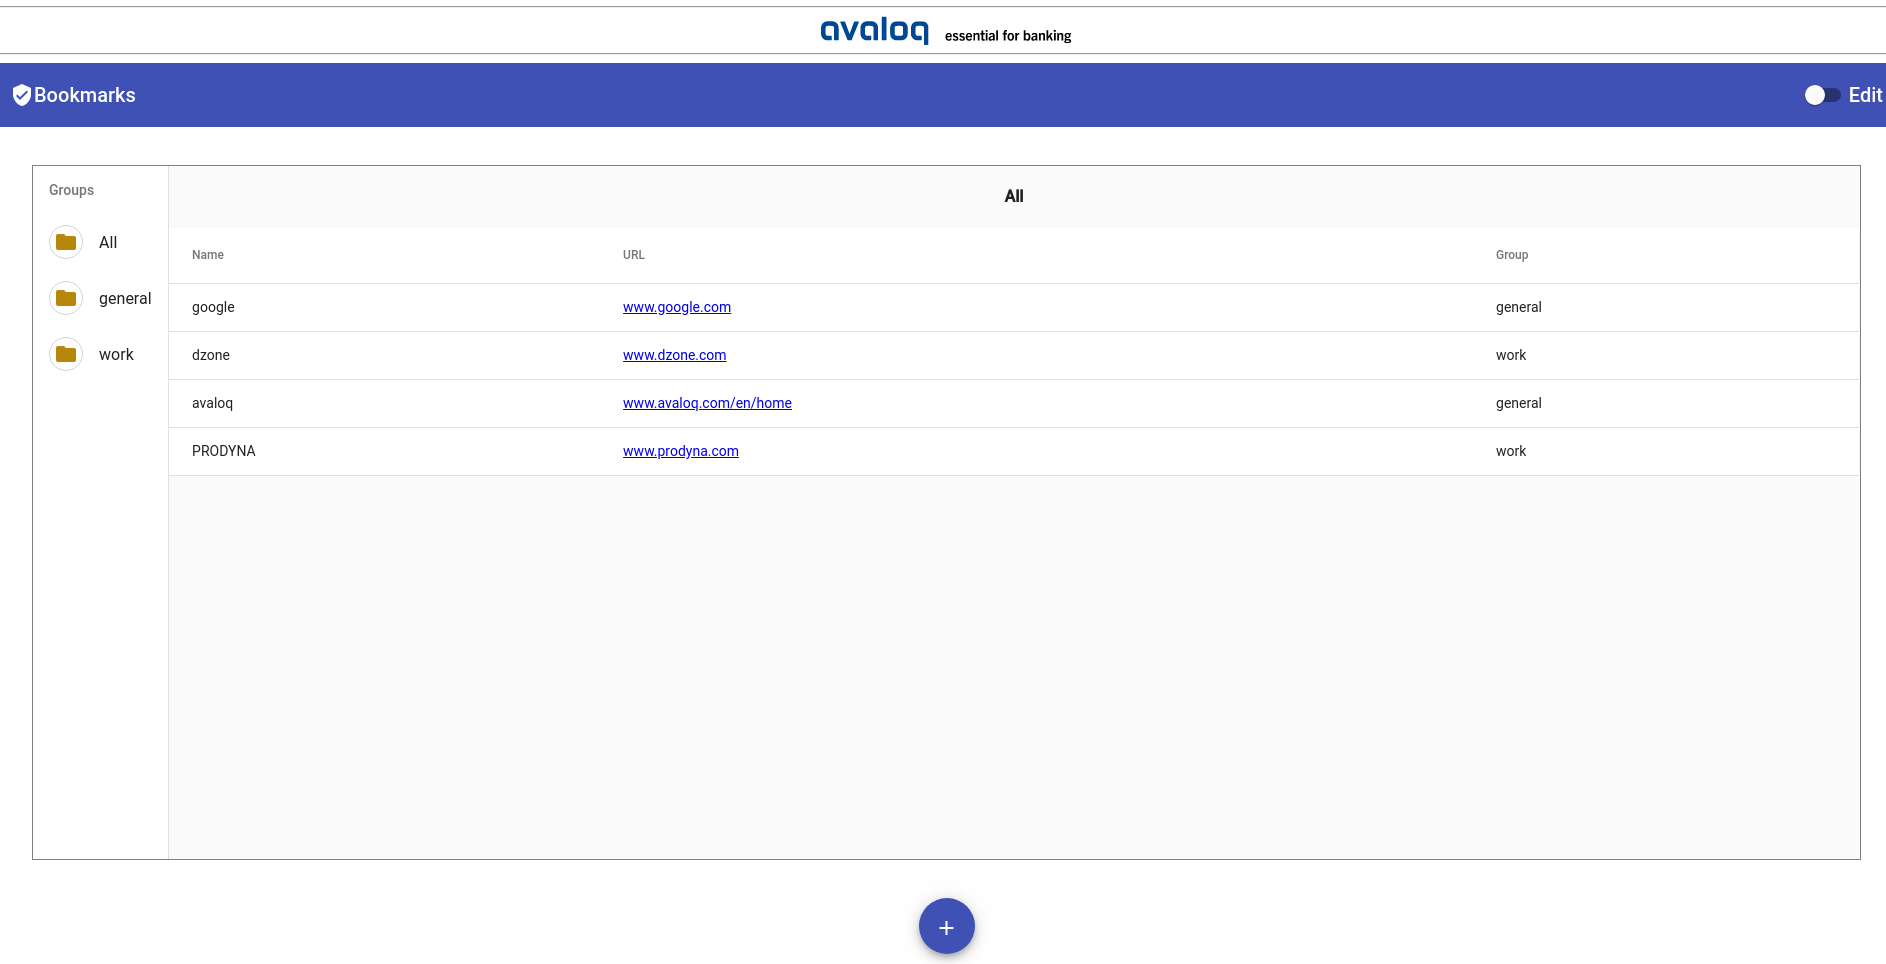 avaloq essential for banking
Bookmarks Edit
Groups
All
general
work
All
Name URL Group
google www.google.com general
dzone www.dzone.com work
avaloq www.avaloq.com/en/home general
PRODYNA www.prodyna.com work
+